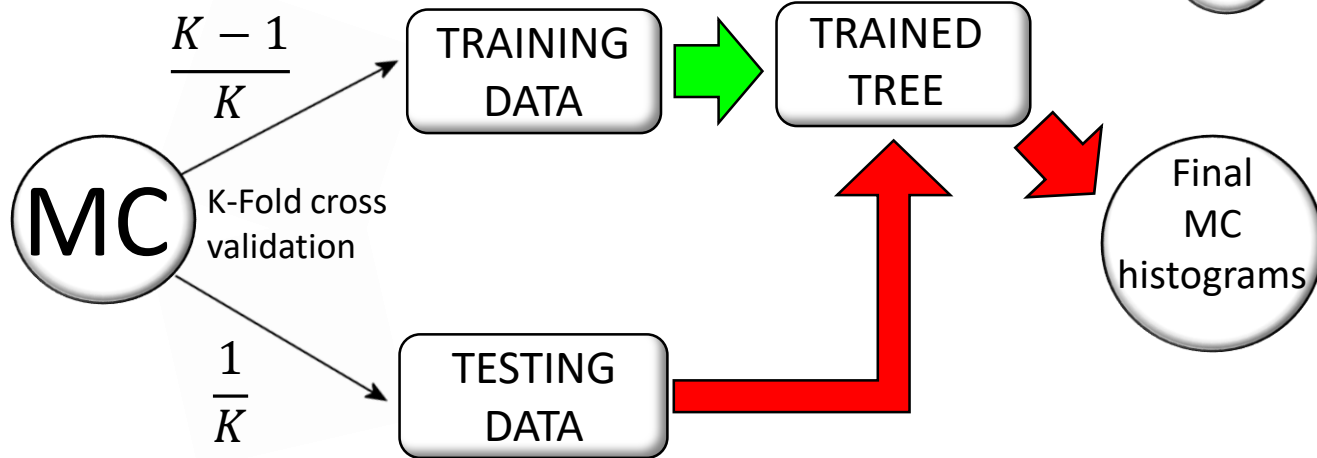 K − 1
K
TRAINING
DATA
TRAINED
TREE
MC
K-Fold cross
validation
Final
MC
histograms
1
K
TESTING
DATA